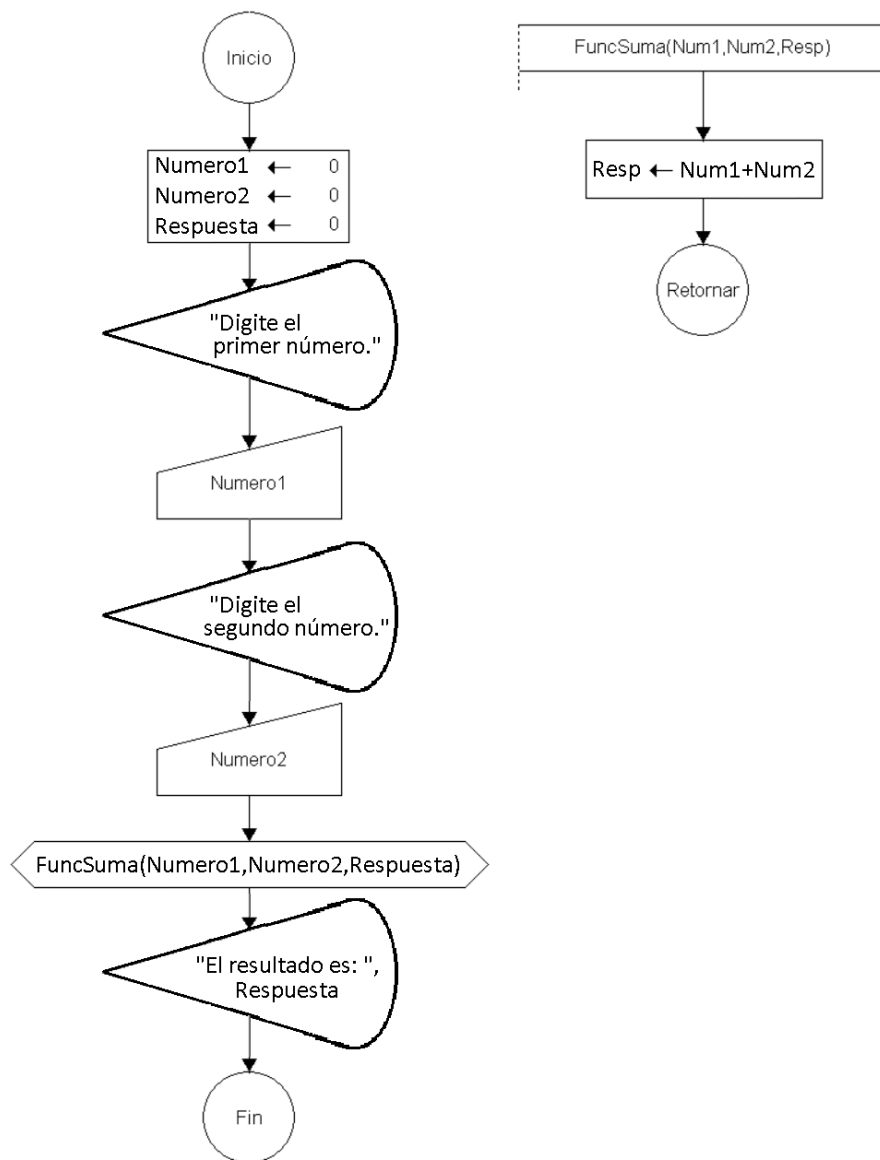 Inicio
Numero1 ← 0
Numero2 ← 0
Respuesta ← 0
"Digite el
primer número."
Numero1
"Digite el
segundo número."
Numero2
FuncSuma(Numero1,Numero2,Respuesta)
"El resultado es: ",
Respuesta
Fin
FuncSuma(Num1,Num2,Resp)
Resp ← Num1+Num2
Retornar